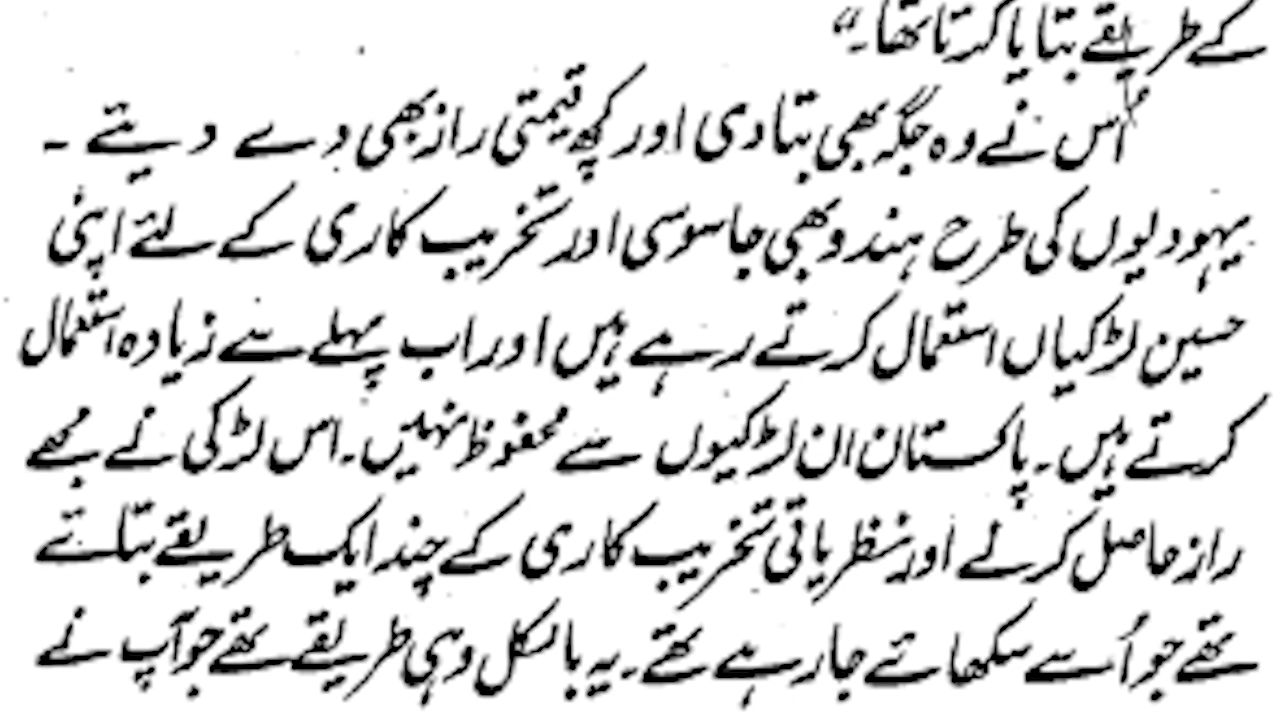 کے طریقے بتایا کرتا تھا۔“
اُس نے وہ جگہ بھی بتا دی اور کچھ قیمتی راز بھی دے دیئے ۔
یہودیوں کی طرح ہندو بھی جاسوسی اور تخریب کاری کے لئے اپنی
حسین لڑکیاں استعمال کرتے رہے ہیں اور اب پہلے سے زیادہ استعمال
کرتے ہیں۔ پاکستان ان لڑکیوں سے محفوظ نہیں۔ اس لڑکی نے مجھے
راز حاصل کرنے اور نظریاتی تخریب کاری کے چند ایک طریقے بتائے
تھے جو اُسے سکھائے جا رہے تھے۔ یہ بالکل وہی طریقے تھے جو آپ نے